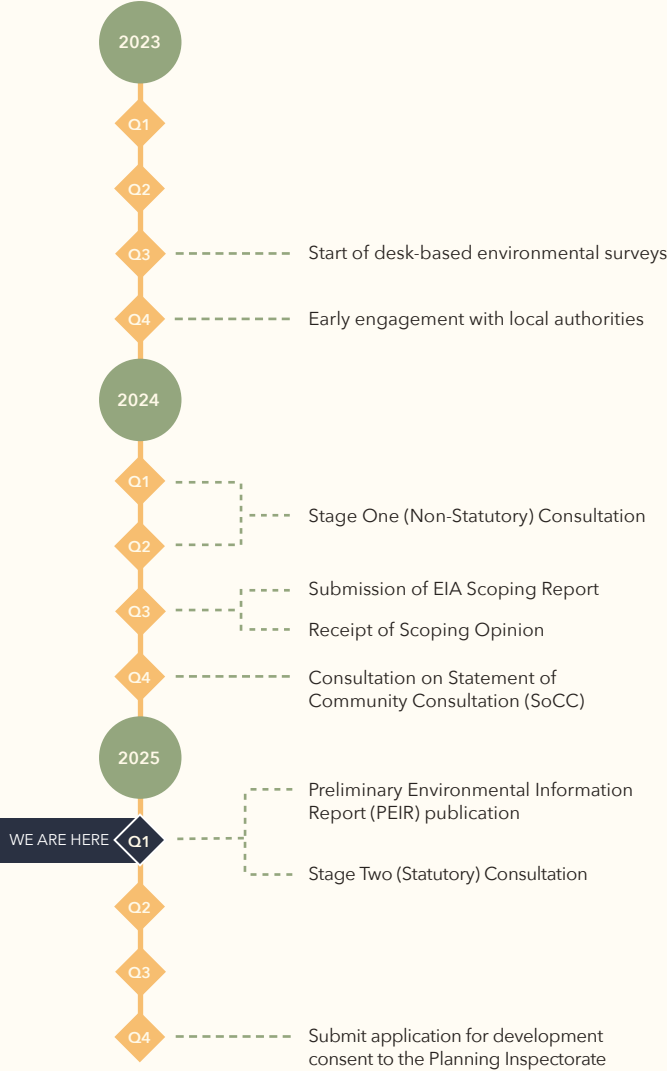 2023
Q1
Q2
Q3
Start of desk-based environmental surveys
Q4
Early engagement with local authorities
2024
Q1
Stage One (Non-Statutory) Consultation
Q2
Submission of EIA Scoping Report
Q3
Receipt of Scoping Opinion
Q4
Consultation on Statement of
Community Consultation (SoCC)
2025
Preliminary Environmental Information
Report (PEIR) publication
WE ARE HERE
Q1
Stage Two (Statutory) Consultation
Q2
Q3
Q4
Submit application for development
consent to the Planning Inspectorate